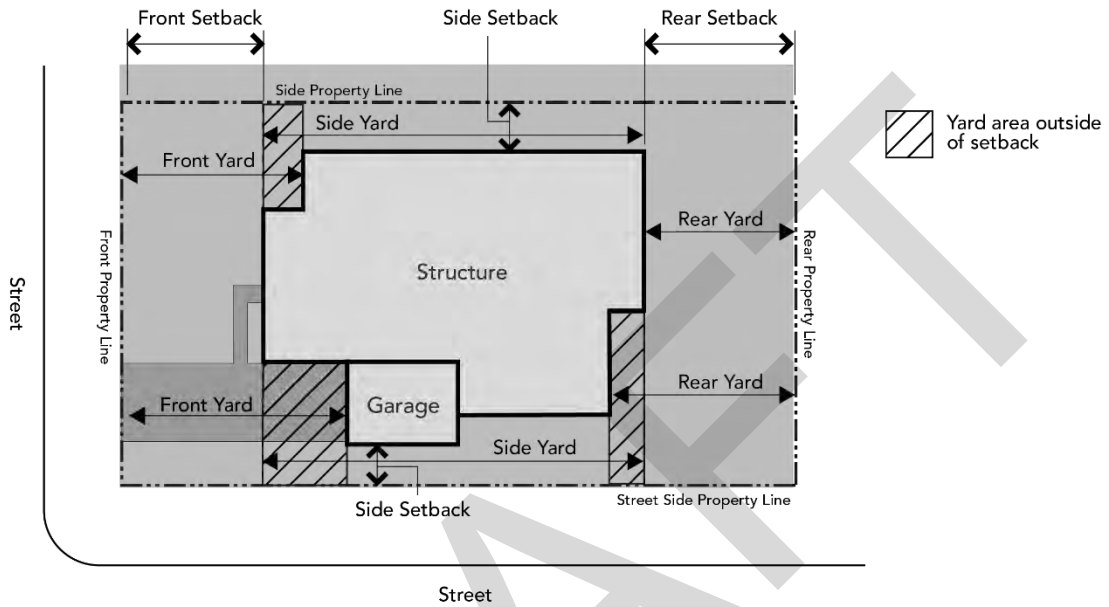 Front Setback
Side Setback
Rear Setback
Side Property Line
Side Yard
Yard area outside
of setback
Front Yard
Rear Yard
Front Property Line
Rear Property Line
Structure
Street
Rear Yard
Front Yard
Garage
Side Yard
Street Side Property Line
Side Setback
Street